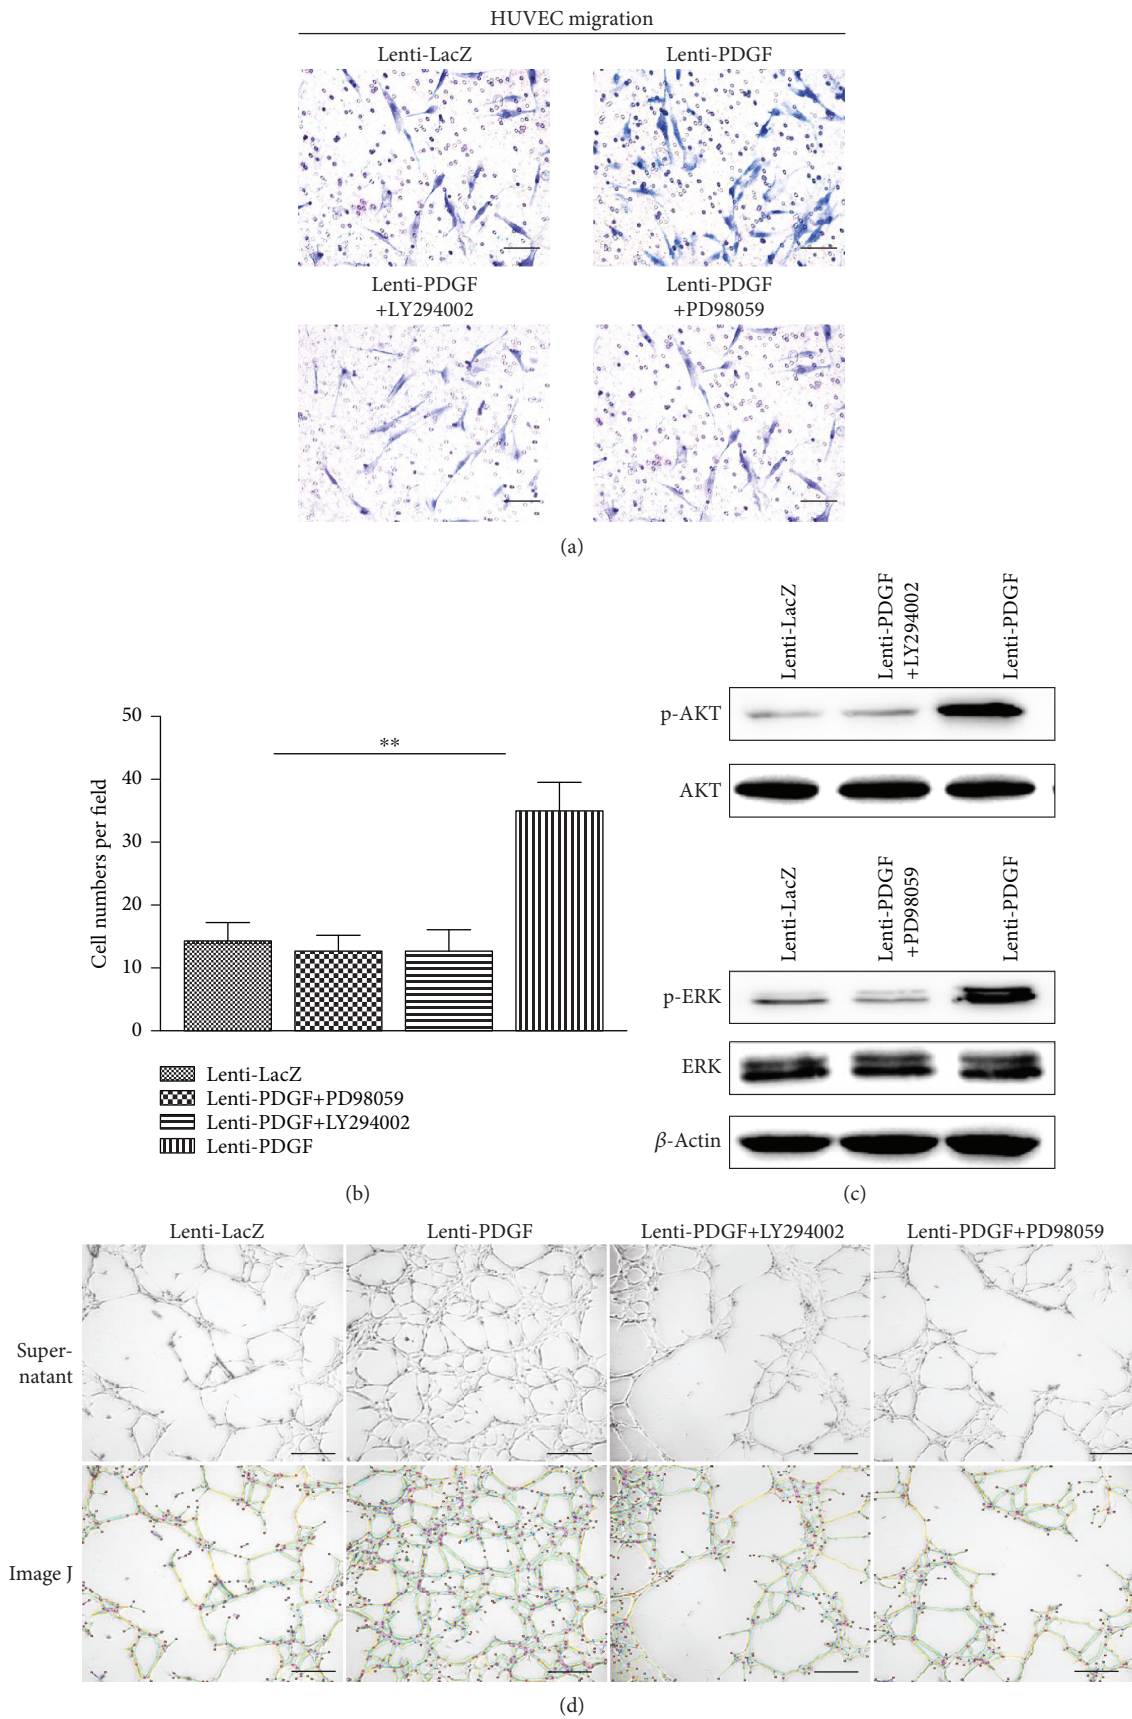 HUVEC migration
Lenti-LacZ
Lenti-PDGF
Lenti-PDGF
+LY294002
Lenti-PDGF
+PD98059
(a)
50
40
30
20
10
0
Cell numbers per field
**
Lenti-LacZ
Lenti-PDGF+PD98059
Lenti-PDGF+LY294002
Lenti-PDGF
(b)
Lenti-LacZ
Lenti-PDGF
+LY294002
Lenti-PDGF
p-AKT
AKT
Lenti-LacZ
Lenti-PDGF
+PD98059
Lenti-PDGF
p-ERK
ERK
β-Actin
(c)
Lenti-LacZ
Lenti-PDGF
Lenti-PDGF+LY294002
Lenti-PDGF+PD98059
Super-
natant
Image J
(d)